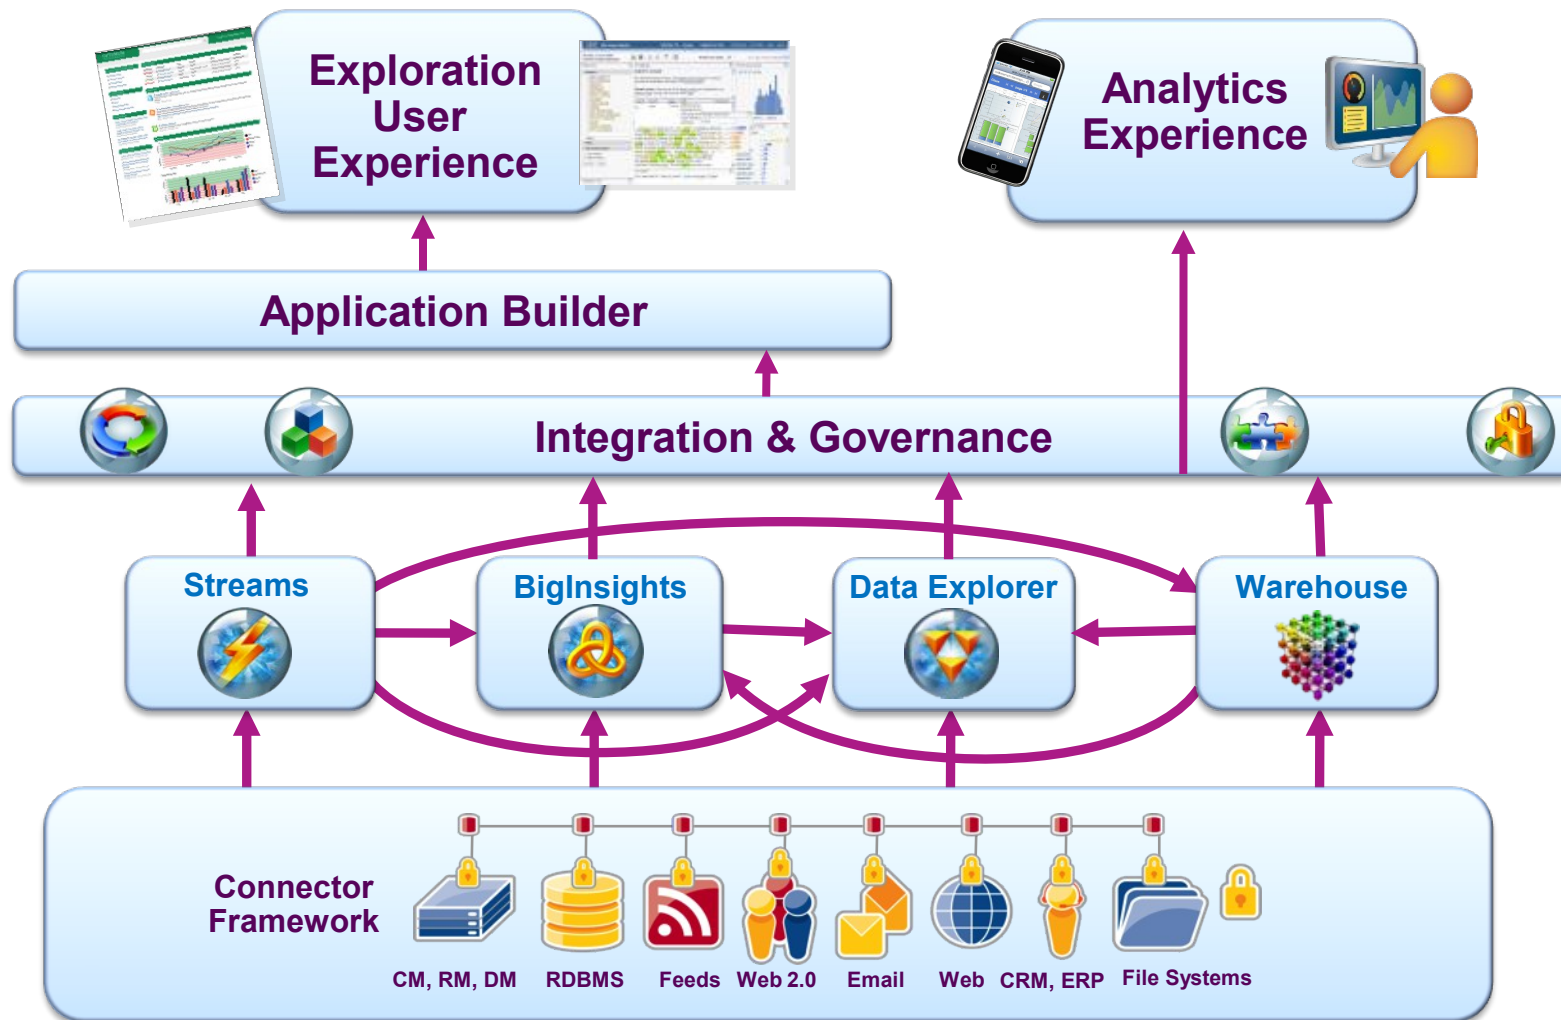 Exploration
User
Experience
Analytics
Experience
Application Builder
Integration & Governance
Streams
BigInsights
Data Explorer
Warehouse
Connector
Framework
CM, RM, DM
RDBMS
Feeds
Web 2.0
Email
Web
CRM, ERP
File Systems